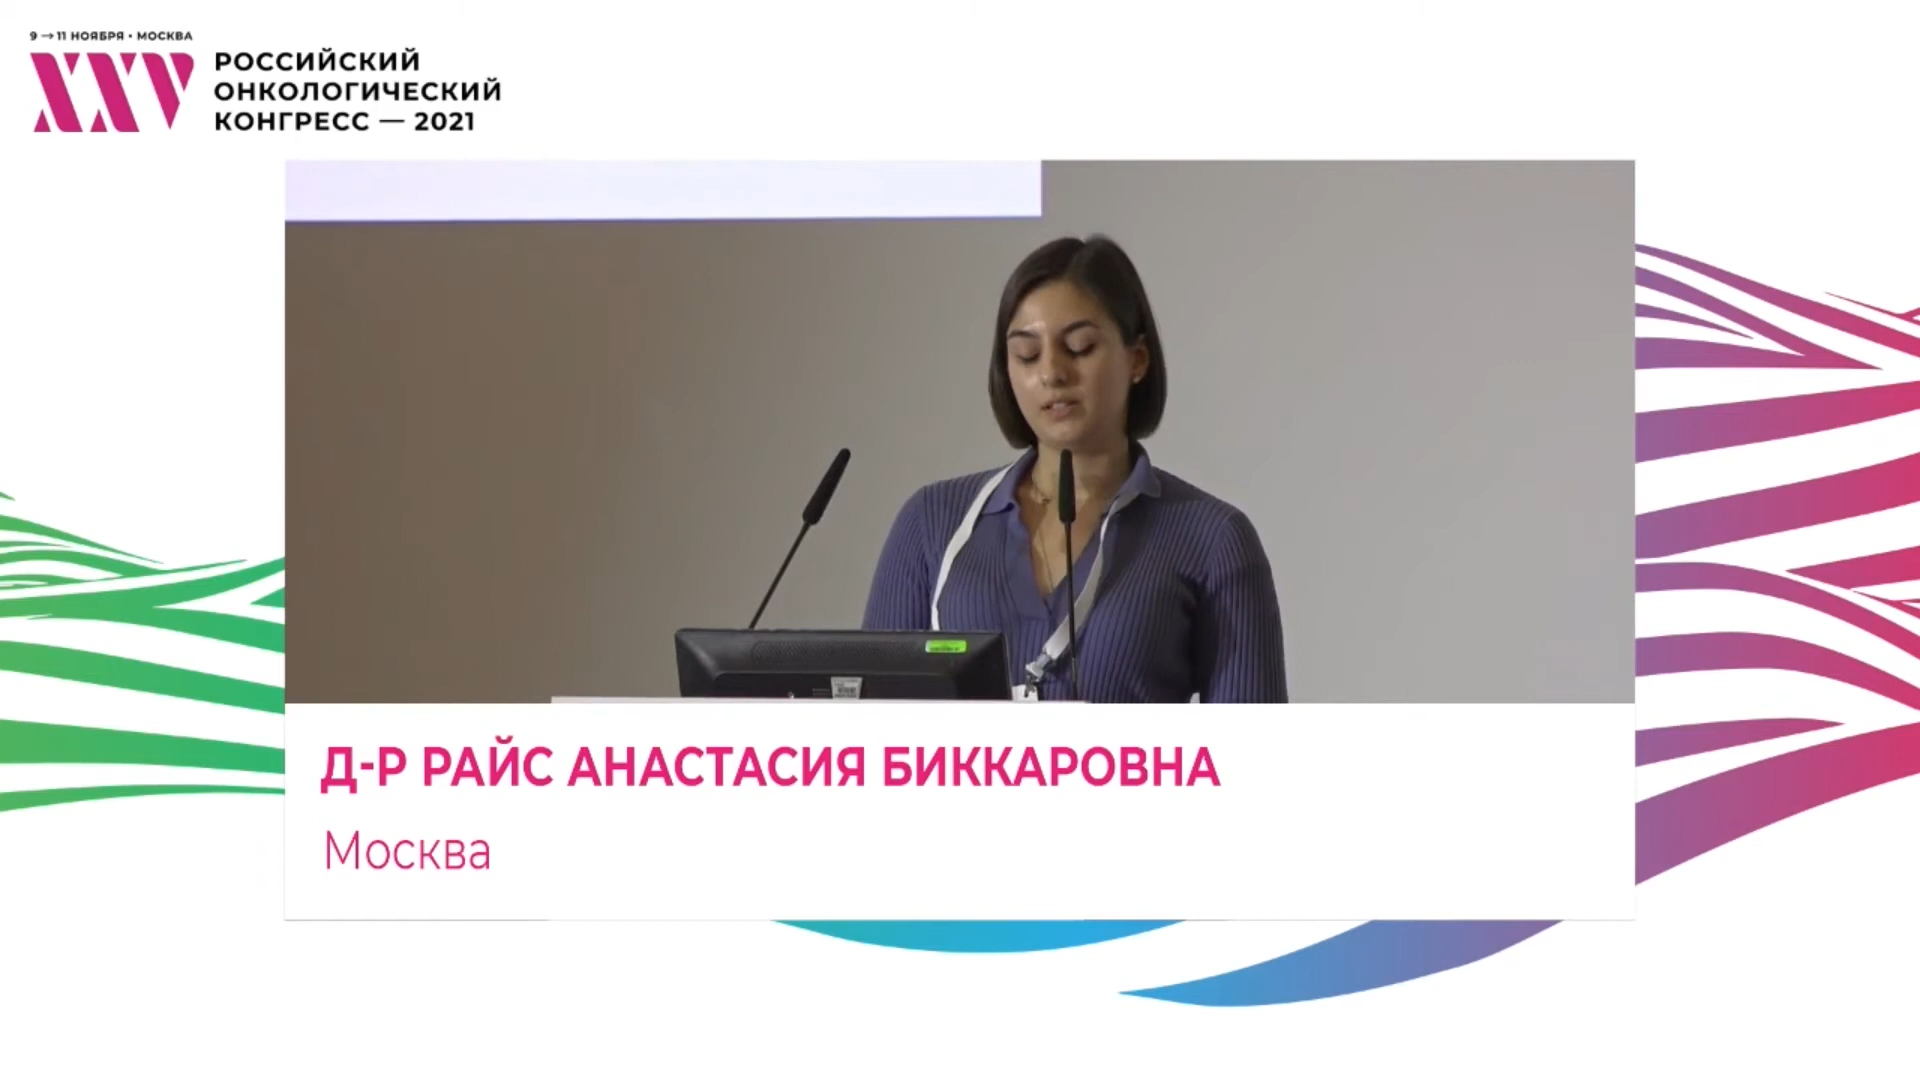 9 → 11 НОЯБРЯ • МОСКВА
XXV
РОССИЙСКИЙ
ОНКОЛОГИЧЕСКИЙ
КОНГРЕСС — 2021
Д-Р РАЙС АНАСТАСИЯ БИККАРОВНА
Москва